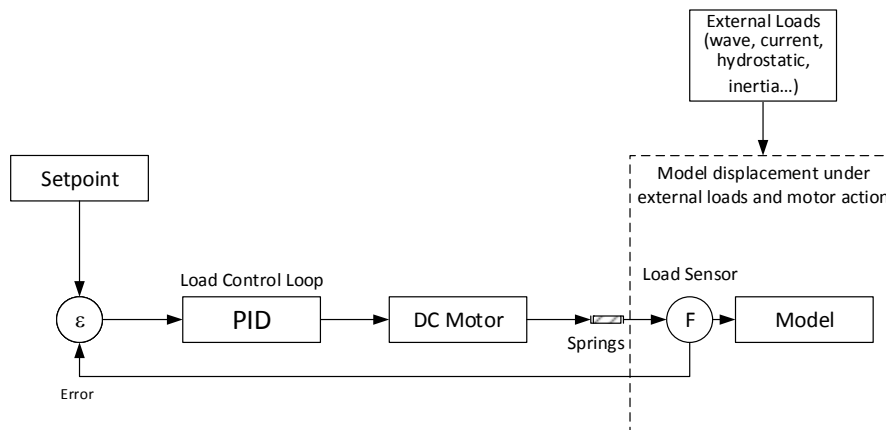 External Loads
(wave, current,
hydrostatic,
inertia...)
Setpoint
Model displacement under
external loads and motor action
Load Control Loop
Load Sensor
ε
PID
DC Motor
F
Model
Springs
Error